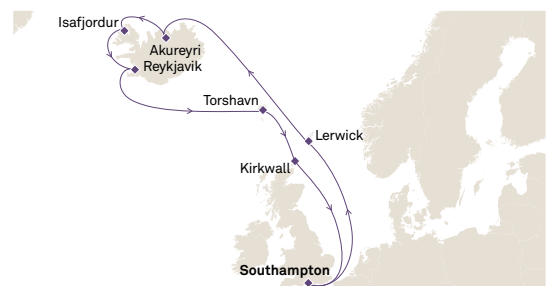 Isafjordur
Akureyri
Reykjavik
Torshavn
Lerwick
Kirkwall
Southampton